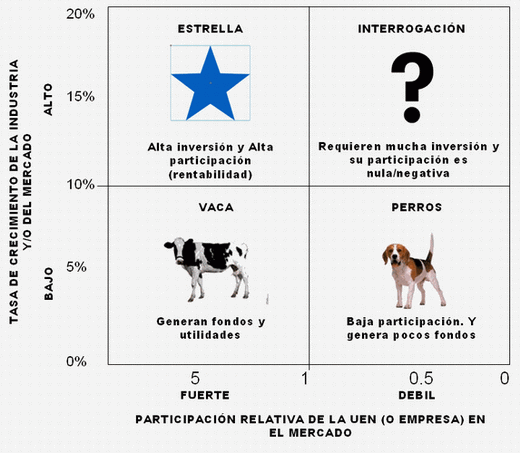 20%
ESTRELLA
INTERROGACIÓN
?
TASA DE CRECIMIENTO DE LA INDUSTRIA
Y/O DEL MERCADO
ALTO
15%
Alta inversión y Alta
participación
(rentabilidad)
Requieren mucha inversión y
su participación es
nula/negativa
10%
VACA
PERROS
BAJO
5%
Generan fondos y
utilidades
Baja participación. Y
genera pocos fondos
0%
5
1
0.5
0
FUERTE
DEBIL
PARTICIPACIÓN RELATIVA DE LA UEN (O EMPRESA) EN
EL MERCADO